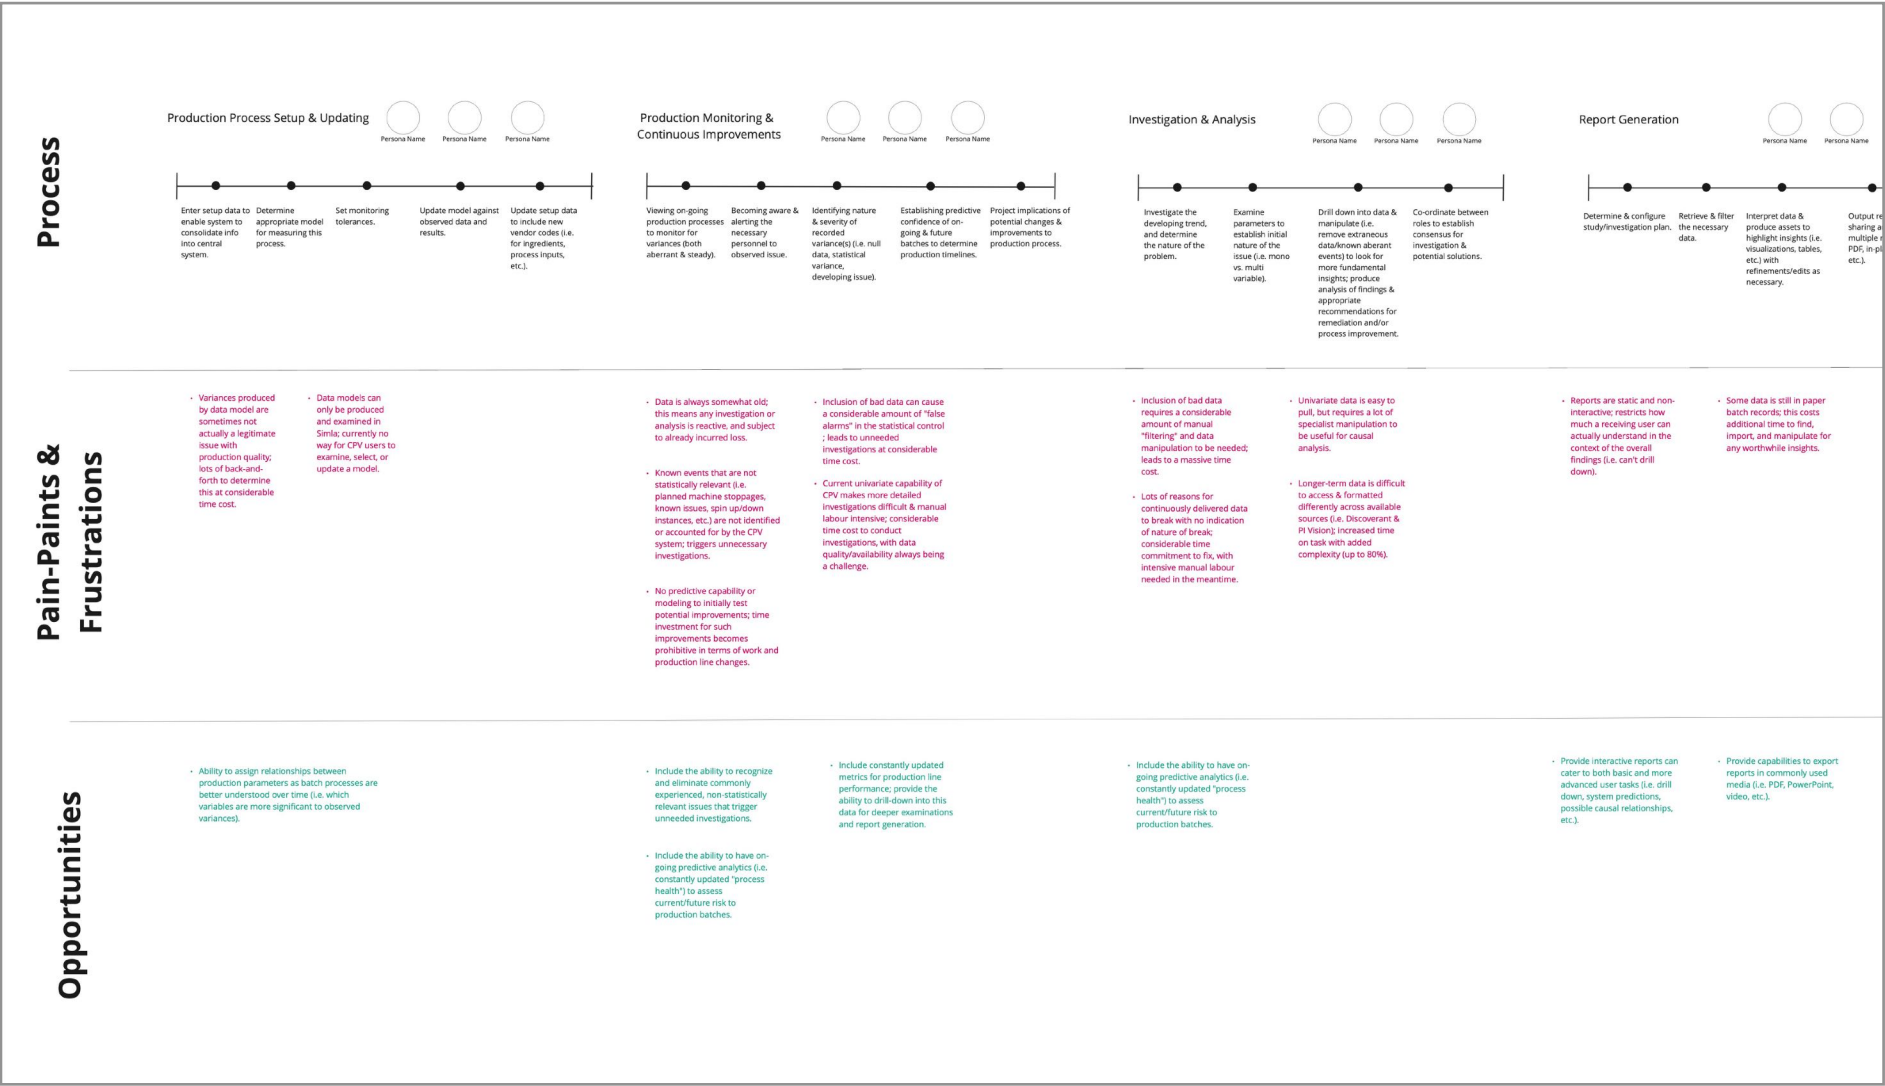 Process
Production Process Setup & Updating
Persona Name
Persona Name
Persona Name
Enter setup data to
enable system to
consolidate info
into central
system.
Determine
appropriate model
for measuring this
process.
Set monitoring
tolerances.
Update model against
observed data and
results.
Update setup data
to include new
vendor codes (i.e.
for ingredients,
process inputs,
etc.).
Production Monitoring &
Continuous Improvements
Persona Name
Persona Name
Persona Name
Viewing on-going
production processes
to monitor for
variances (both
aberrant & steady).
Becoming aware &
alerting the
necessary
personnel to
observed issue.
Identifying nature
& severity of
recorded
variance(s) (i.e. null
data, statistical
variance,
developing issue).
Establishing predictive
confidence of on-
going & future
batches to determine
production timelines.
Project implications of
potential changes &
improvements to
production process.
Investigation & Analysis
Persona Name
Persona Name
Persona Name
Investigate the
developing trend,
and determine
the nature of the
problem.
Examine
parameters to
establish initial
nature of the
issue (i.e. mono
vs. multi
variable).
Drill down into data &
manipulate (i.e.
remove extraneous
data/known aberant
events) to look for
more fundamental
insights; produce
analysis of findings &
appropriate
recommendations for
remediation and/or
process improvement.
Co-ordinate between
roles to establish
consensus for
investigation &
potential solutions.
Report Generation
Persona Name
Persona Name
Determine & configure
study/investigation plan.
Retrieve & filter
the necessary
data.
Interpret data &
produce assets to
highlight insights (i.e.
visualizations, tables,
etc.) with
refinements/edits as
necessary.
Output
sharing
multiple
PDF,
etc.).
Pain-Paints &
Frustrations
• Variances produced
by data model are
sometimes not
actually a legitimate
issue with
production quality;
lots of back-and-
forth to determine
this at considerable
time cost.
• Data models can
only be produced
and examined in
Simla; currently no
way for CPV users to
examine, select, or
update a model.
• Data is always somewhat old;
this means any investigation or
analysis is reactive, and subject
to already incurred loss.
• Known events that are not
statistically relevant (i.e.
planned machine stoppages,
known issues, spin up/down
instances, etc.) are not identified
or accounted for by the CPV
system; triggers unnecessary
investigations.
• No predictive capability or
modeling to initially test
potential improvements; time
investment for such
improvements becomes
prohibitive in terms of work and
production line changes.
• Inclusion of bad data can cause
a considerable amount of "false
alarms" in the statistical control
; leads to unneeded
investigations at considerable
time cost.
• Current univariate capability of
CPV makes more detailed
investigations difficult & manual
labour intensive; considerable
time cost to conduct
investigations, with data
quality/availability always being
a challenge.
• Inclusion of bad data
requires a considerable
amount of manual
"filtering" and data
manipulation to be needed;
leads to a massive time
cost.
• Lots of reasons for
continuously delivered data
to break with no indication
of nature of break;
considerable time
commitment to fix, with
intensive manual labour
needed in the meantime.
• Univariate data is easy to
pull, but requires a lot of
specialist manipulation to
be useful for causal
analysis.
• Longer-term data is difficult
to access & formatted
differently across available
sources (i.e. Discoverant &
PI Vision); increased time
on task with added
complexity (up to 80%).
• Reports are static and non-
interactive; restricts how
much a receiving user can
actually understand in the
context of the overall
findings (i.e. can't drill
down).
• Some data is still in paper
batch records; this costs
additional time to find,
import, and manipulate for
any worthwhile insights.
Opportunities
• Ability to assign relationships between
production parameters as batch processes are
better understood over time (i.e. which
variables are more significant to observed
variances).
• Include the ability to recognize
and eliminate commonly
experienced, non-statistically
relevant issues that trigger
unneeded investigations.
• Include the ability to have on-
going predictive analytics (i.e.
constantly updated "process
health") to assess
current/future risk to
production batches.
• Include constantly updated
metrics for production line
performance; provide the
ability to drill-down into this
data for deeper examinations
and report generation.
• Include the ability to have on-
going predictive analytics (i.e.
constantly updated "process
health") to assess
current/future risk to
production batches.
• Provide interactive reports can
cater to both basic and more
advanced user tasks (i.e. drill
down, system predictions,
possible causal relationships,
etc.).
• Provide capabilities to export
reports in commonly used
media (i.e. PDF, PowerPoint,
video, etc.).